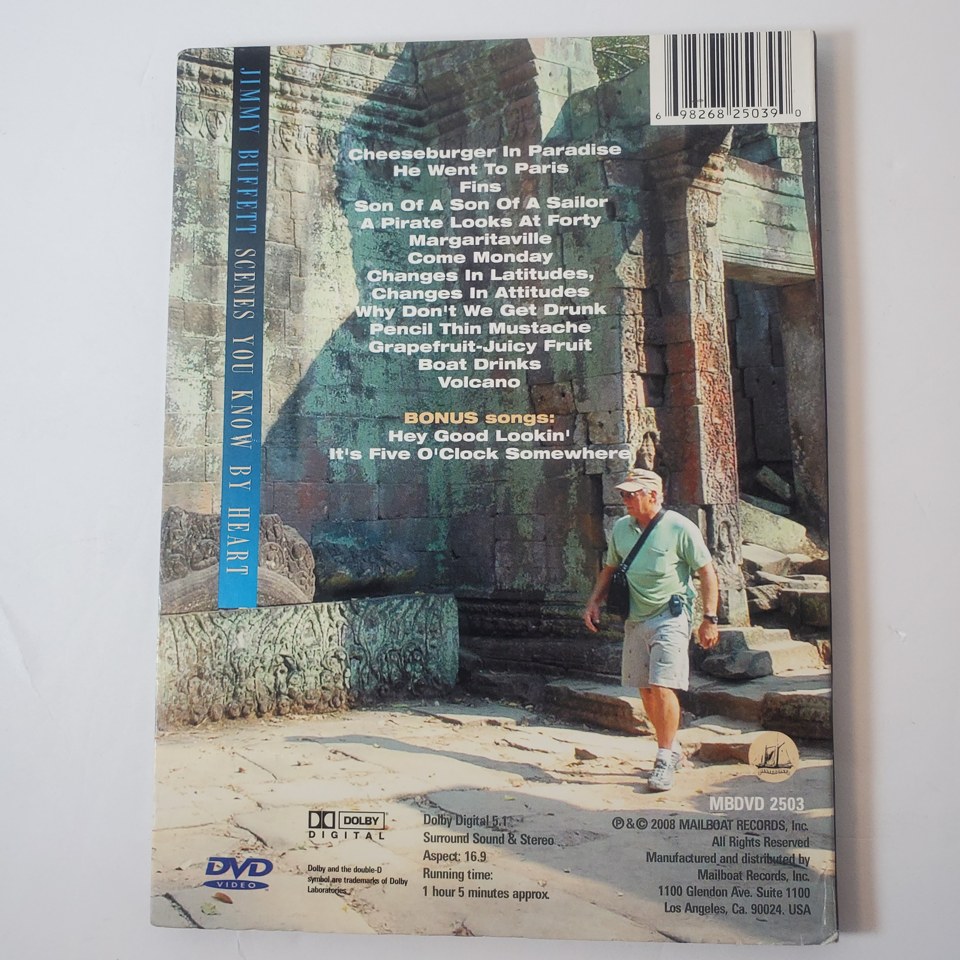 JIMMY BUFFETT SCENES YOU KNOW BY HEART
6 98268 25039 0
Cheeseburger In Paradise
He Went To Paris
Fins
Son Of A Son Of A Sailor
A Pirate Looks At Forty
Margaritaville
Come Monday
Changes In Latitudes,
Changes In Attitudes
Why Don't We Get Drunk
Pencil Thin Mustache
Grapefruit-Juicy Fruit
Boat Drinks
Volcano
BONUS songs:
Hey Good Lookin'
It's Five O'Clock Somewhere
DVD
VIDEO
DOLBY
DIGITAL
Dolby and the double-D
symbol are trademarks of Dolby
Laboratories
Dolby Digital 5.1
Surround Sound & Stereo
Aspect: 16.9
Running time:
1 hour 5 minutes approx.
MBDVD 2503
℗ & © 2008 MAILBOAT RECORDS, Inc.
All Rights Reserved
Manufactured and distributed by
Mailboat Records, Inc.
1100 Glendon Ave. Suite 1100
Los Angeles, Ca. 90024. USA